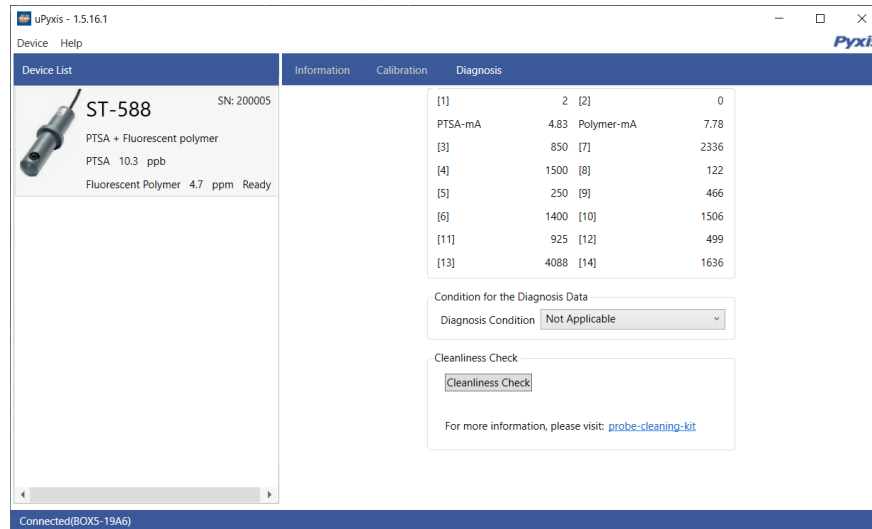 uPyxis - 1.5.16.1
Device Help
Pyxis
Device List
Information Calibration Diagnosis
ST-588
SN: 200005
PTSA + Fluorescent polymer
PTSA 10.3 ppb
Fluorescent Polymer 4.7 ppm Ready
[1] 2 [2] 0
PTSA-mA 4.83 Polymer-mA 7.78
[3] 850 [7] 2336
[4] 1500 [8] 122
[5] 250 [9] 466
[6] 1400 [10] 1506
[11] 925 [12] 499
[13] 4088 [14] 1636
Condition for the Diagnosis Data
Diagnosis Condition Not Applicable
Cleanliness Check
Cleanliness Check
For more information, please visit: probe-cleaning-kit
Connected(BOX5-19A6)